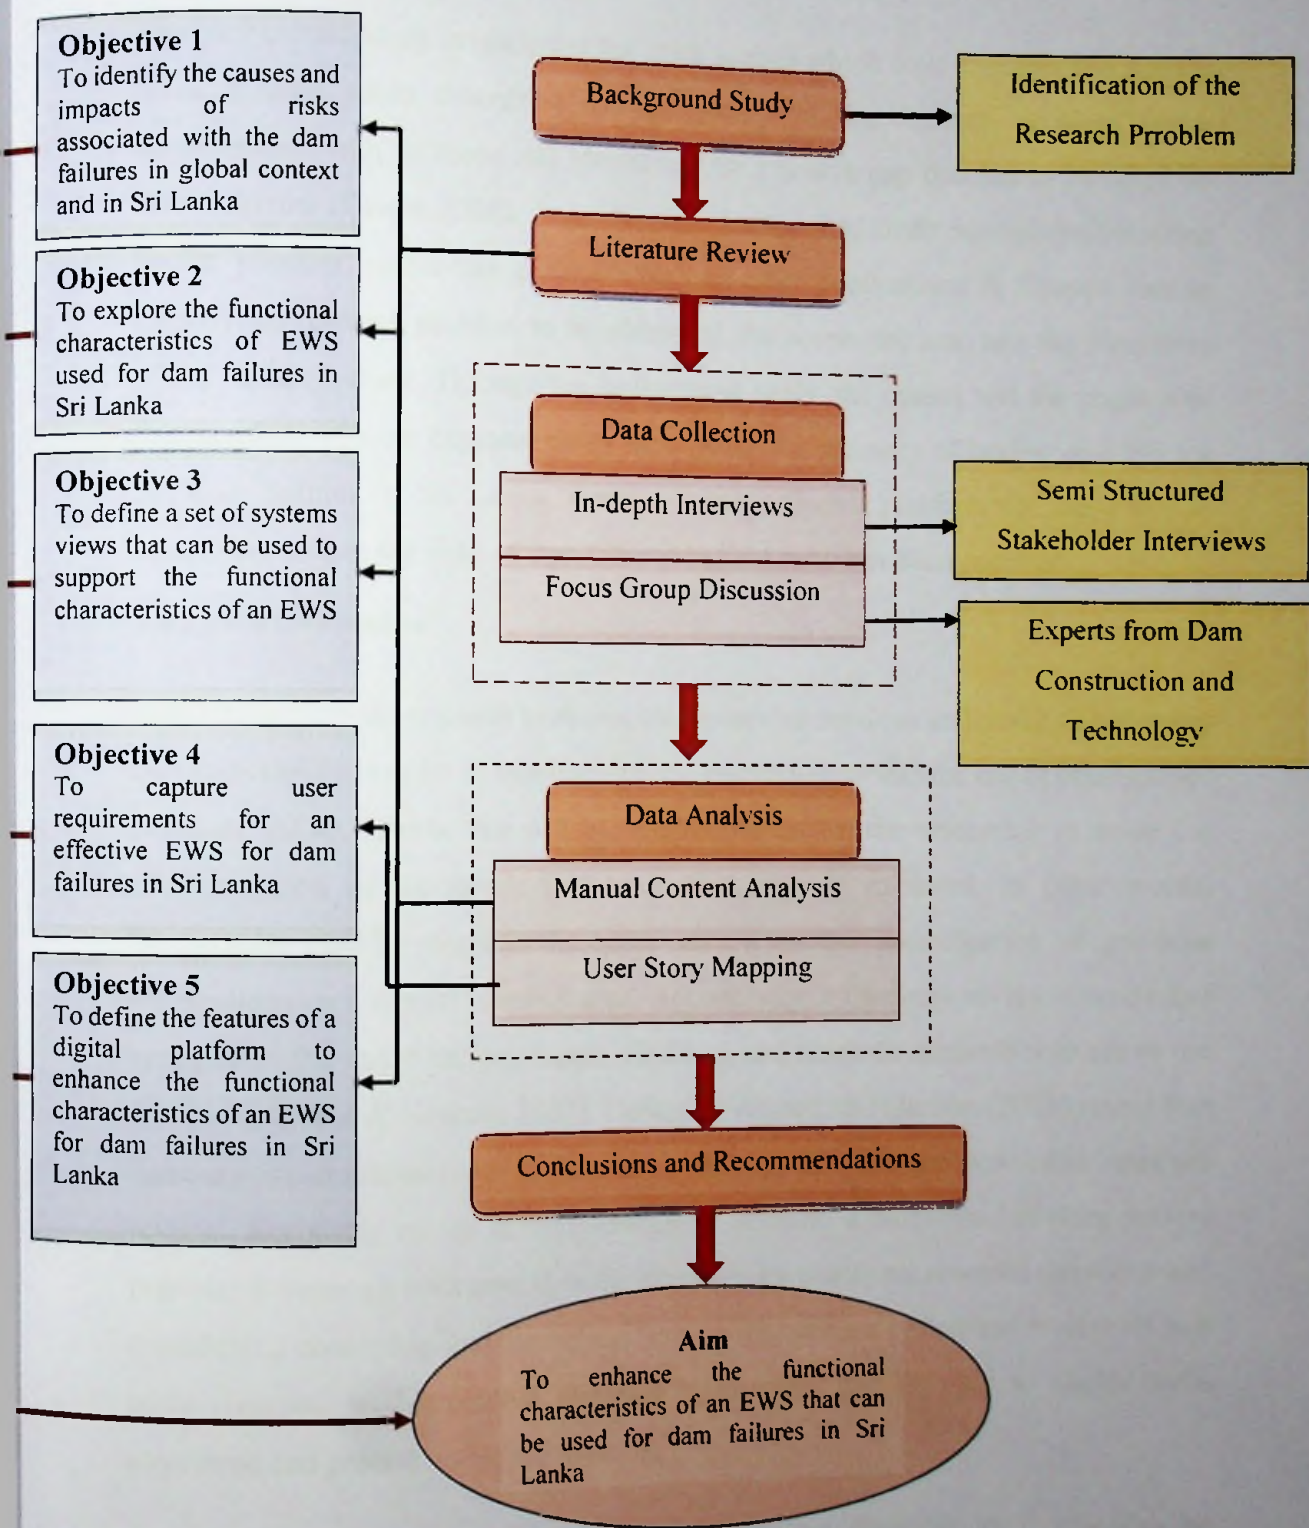 Objective 1
To identify the causes and
impacts of risks
associated with the dam
failures in global context
and in Sri Lanka
Objective 2
To explore the functional
characteristics of EWS
used for dam failures in
Sri Lanka
Objective 3
To define a set of systems
views that can be used to
support the functional
characteristics of an EWS
Objective 4
To capture user
requirements for an
effective EWS for dam
failures in Sri Lanka
Objective 5
To define the features of a
digital platform to
enhance the functional
characteristics of an EWS
for dam failures in Sri
Lanka
Background Study
Identification of the
Research Prroblem
Literature Review
Data Collection
In-depth Interviews
Focus Group Discussion
Semi Structured
Stakeholder Interviews
Experts from Dam
Construction and
Technology
Data Analysis
Manual Content Analysis
User Story Mapping
Conclusions and Recommendations
Aim
To enhance the functional
characteristics of an EWS that can
be used for dam failures in Sri
Lanka